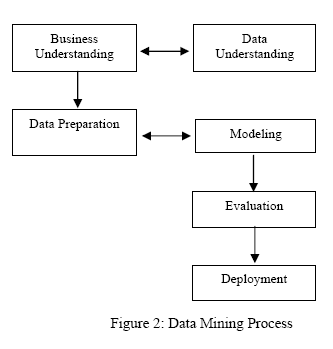 Business
Understanding
Data
Understanding
Data Preparation
Modeling
Evaluation
Deployment
Figure 2: Data Mining Process